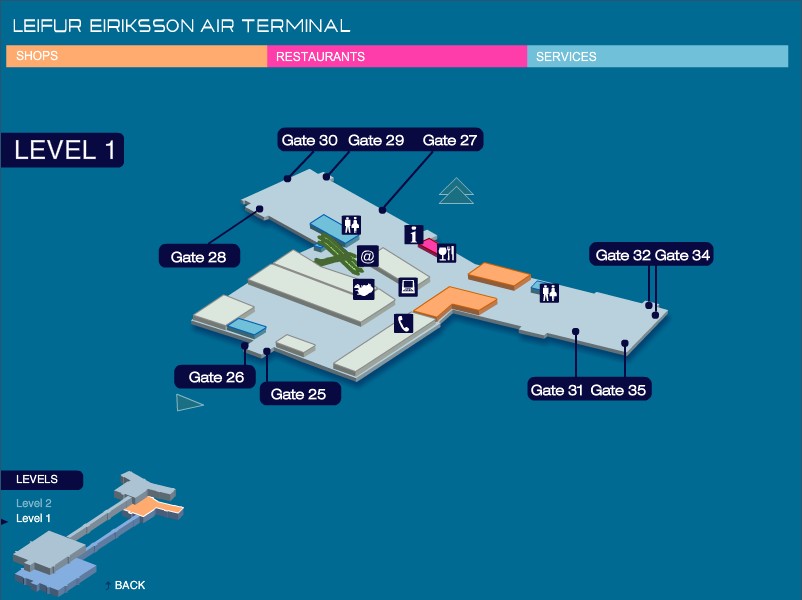 LEIFUR EIRIKSSON AIR TERMINAL
SHOPS RESTAURANTS SERVICES
LEVEL 1
Gate 30 Gate 29 Gate 27
Gate 28
i
@
Gate 32 Gate 34
Gate 26
Gate 25
Gate 31 Gate 35
LEVELS
Level 2
Level 1
BACK